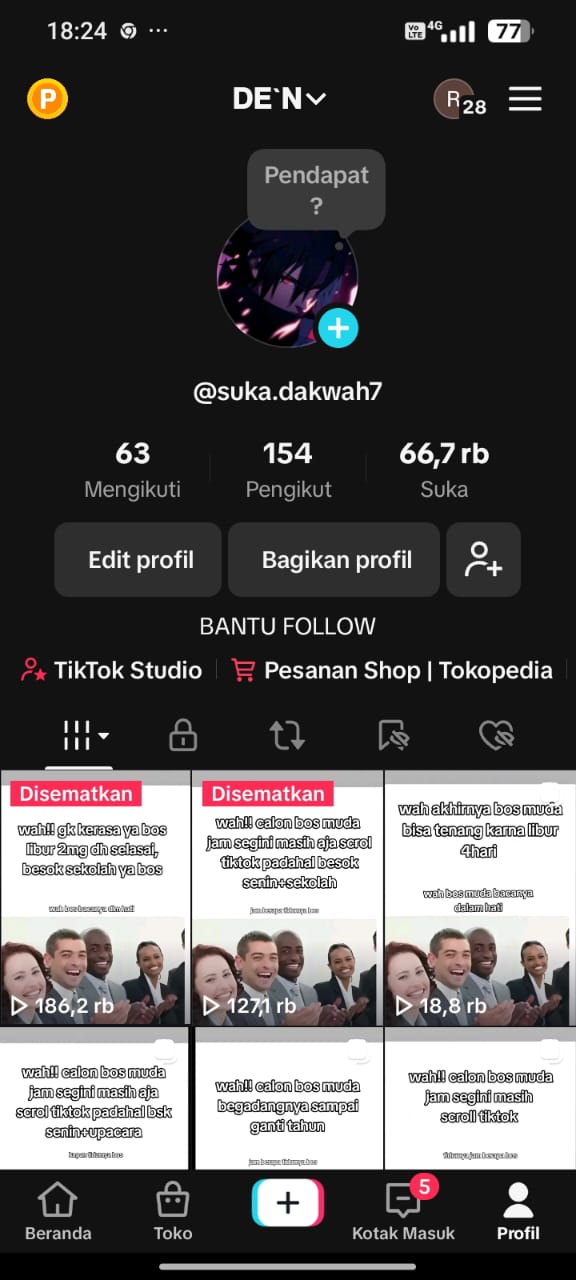 18:24
VoLTE 4G 77
P
DE`N
R 28
Pendapat
?
@suka.dakwah7
63 154 66,7 rb
Mengikuti Pengikut Suka
Edit profil Bagikan profil
BANTU FOLLOW
TikTok Studio Pesanan Shop | Tokopedia
Disematkan
wah!! gk kerasa ya bos
libur 2mg dh selasai,
besok sekolah ya bos
wah bos bacanya dlm hati
186,2 rb
Disematkan
wah!! calon bos muda
jam segini masih aja scrol
tiktok padahal besok
senin+sekolah
jam berapa tidurnya bos
127,1 rb
wah akhirnya bos muda
bisa tenang karna libur
4hari
wah bos muda bacanya
dalam hati
18,8 rb
wah!! calon bos muda
jam segini masih aja
scrol tiktok padahal bsk
senin+upacara
kapan tidurnya bos
wah!! calon bos muda
begadangnya sampai
ganti tahun
jam berapa tidurnya bos
wah!! calon bos muda
jam segini masih
scroll tiktok
tidurnya jam berapa bos
5
Beranda Toko Kotak Masuk Profil